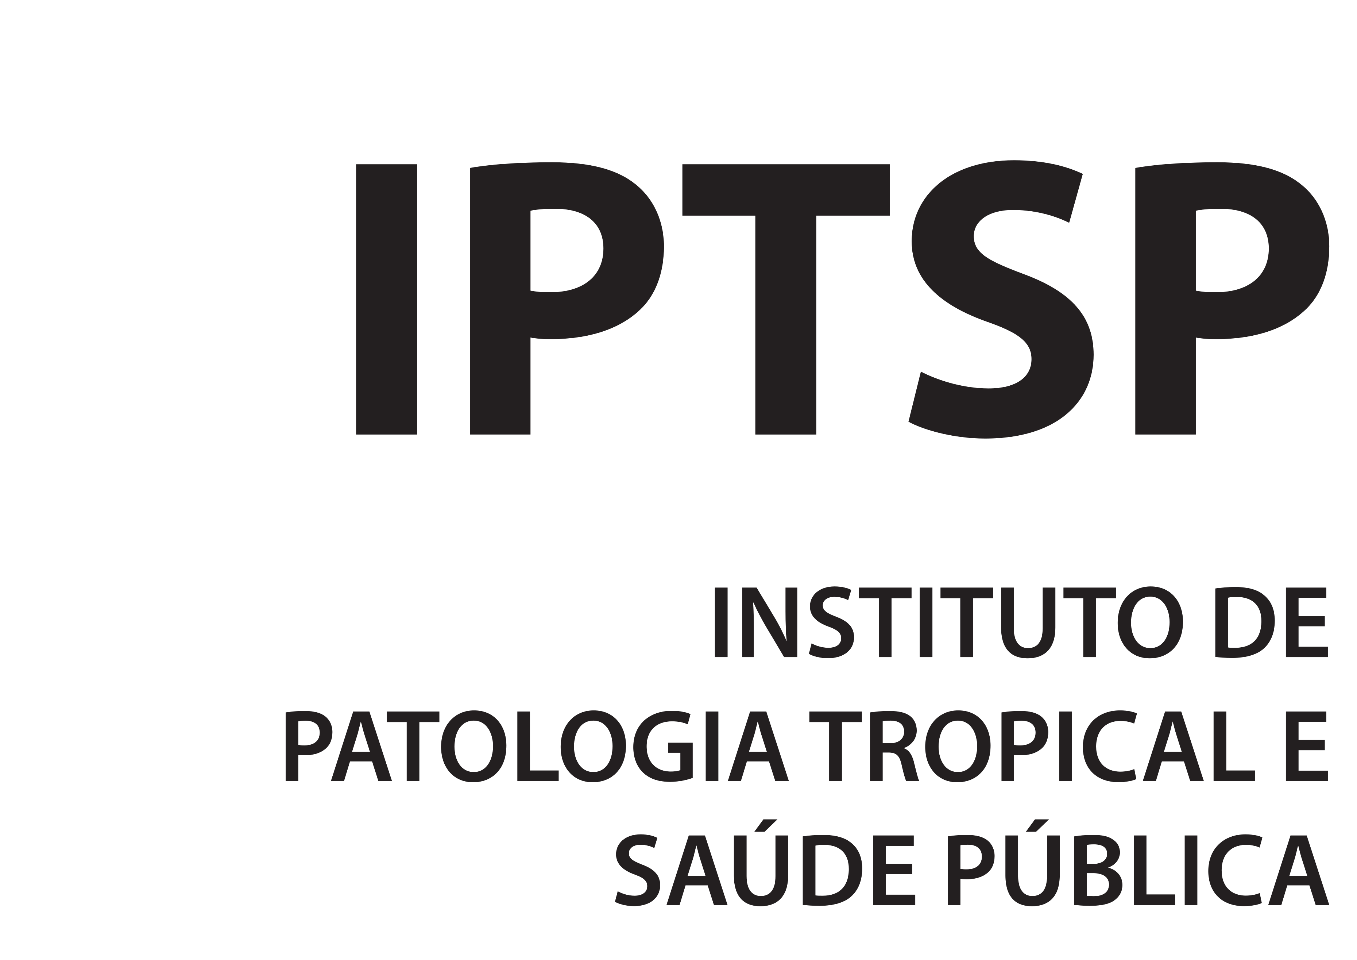 IPTSP
INSTITUTO DE
PATOLOGIA TROPICAL E
SAÚDE PÚBLICA